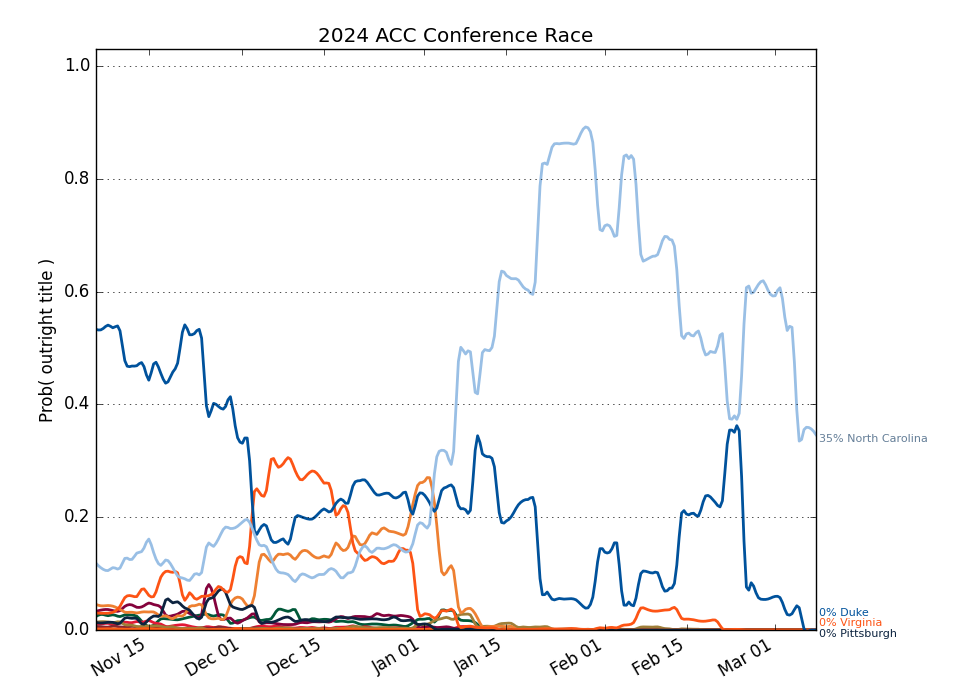 2024 ACC Conference Race
Prob( outright title )
1.0
0.8
0.6
0.4
0.2
0.0
Nov 15
Dec 01
Dec 15
Jan 01
Jan 15
Feb 01
Feb 15
Mar 01
35% North Carolina
0% Duke
0% Virginia
0% Pittsburgh